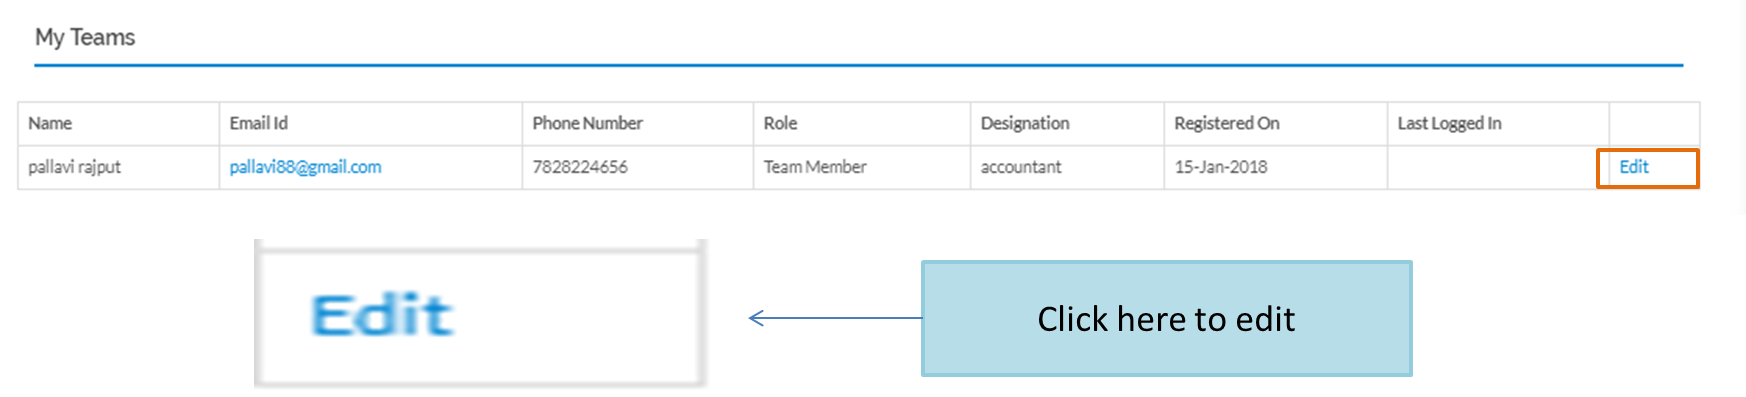 My Teams
Name Email Id Phone Number Role Designation Registered On Last Logged In
pallavi rajput pallavi88@gmail.com 7828224656 Team Member accountant 15-Jan-2018 Edit
Edit
Click here to edit